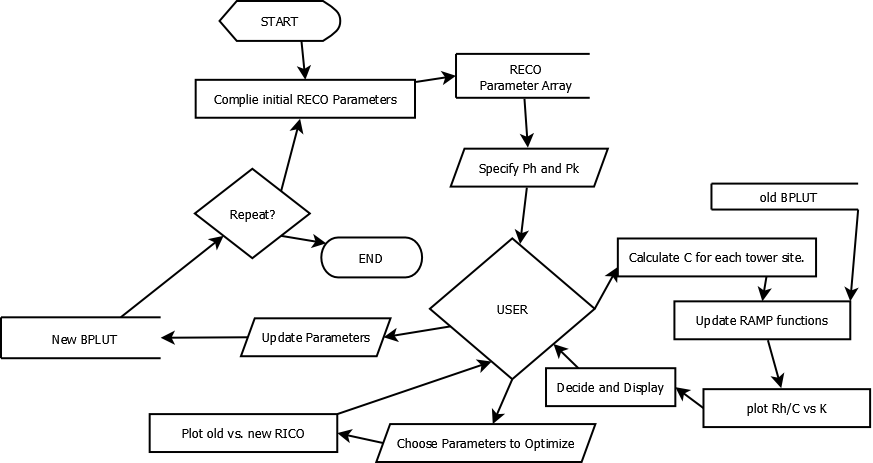 START
Complie initial RECO Parameters
RECO
Parameter Array
Specify Ph and Pk
old BPLUT
Repeat?
END
Calculate C for each tower site.
USER
Update RAMP functions
New BPLUT
Update Parameters
Decide and Display
plot Rh/C vs K
Plot old vs. new RICO
Choose Parameters to Optimize